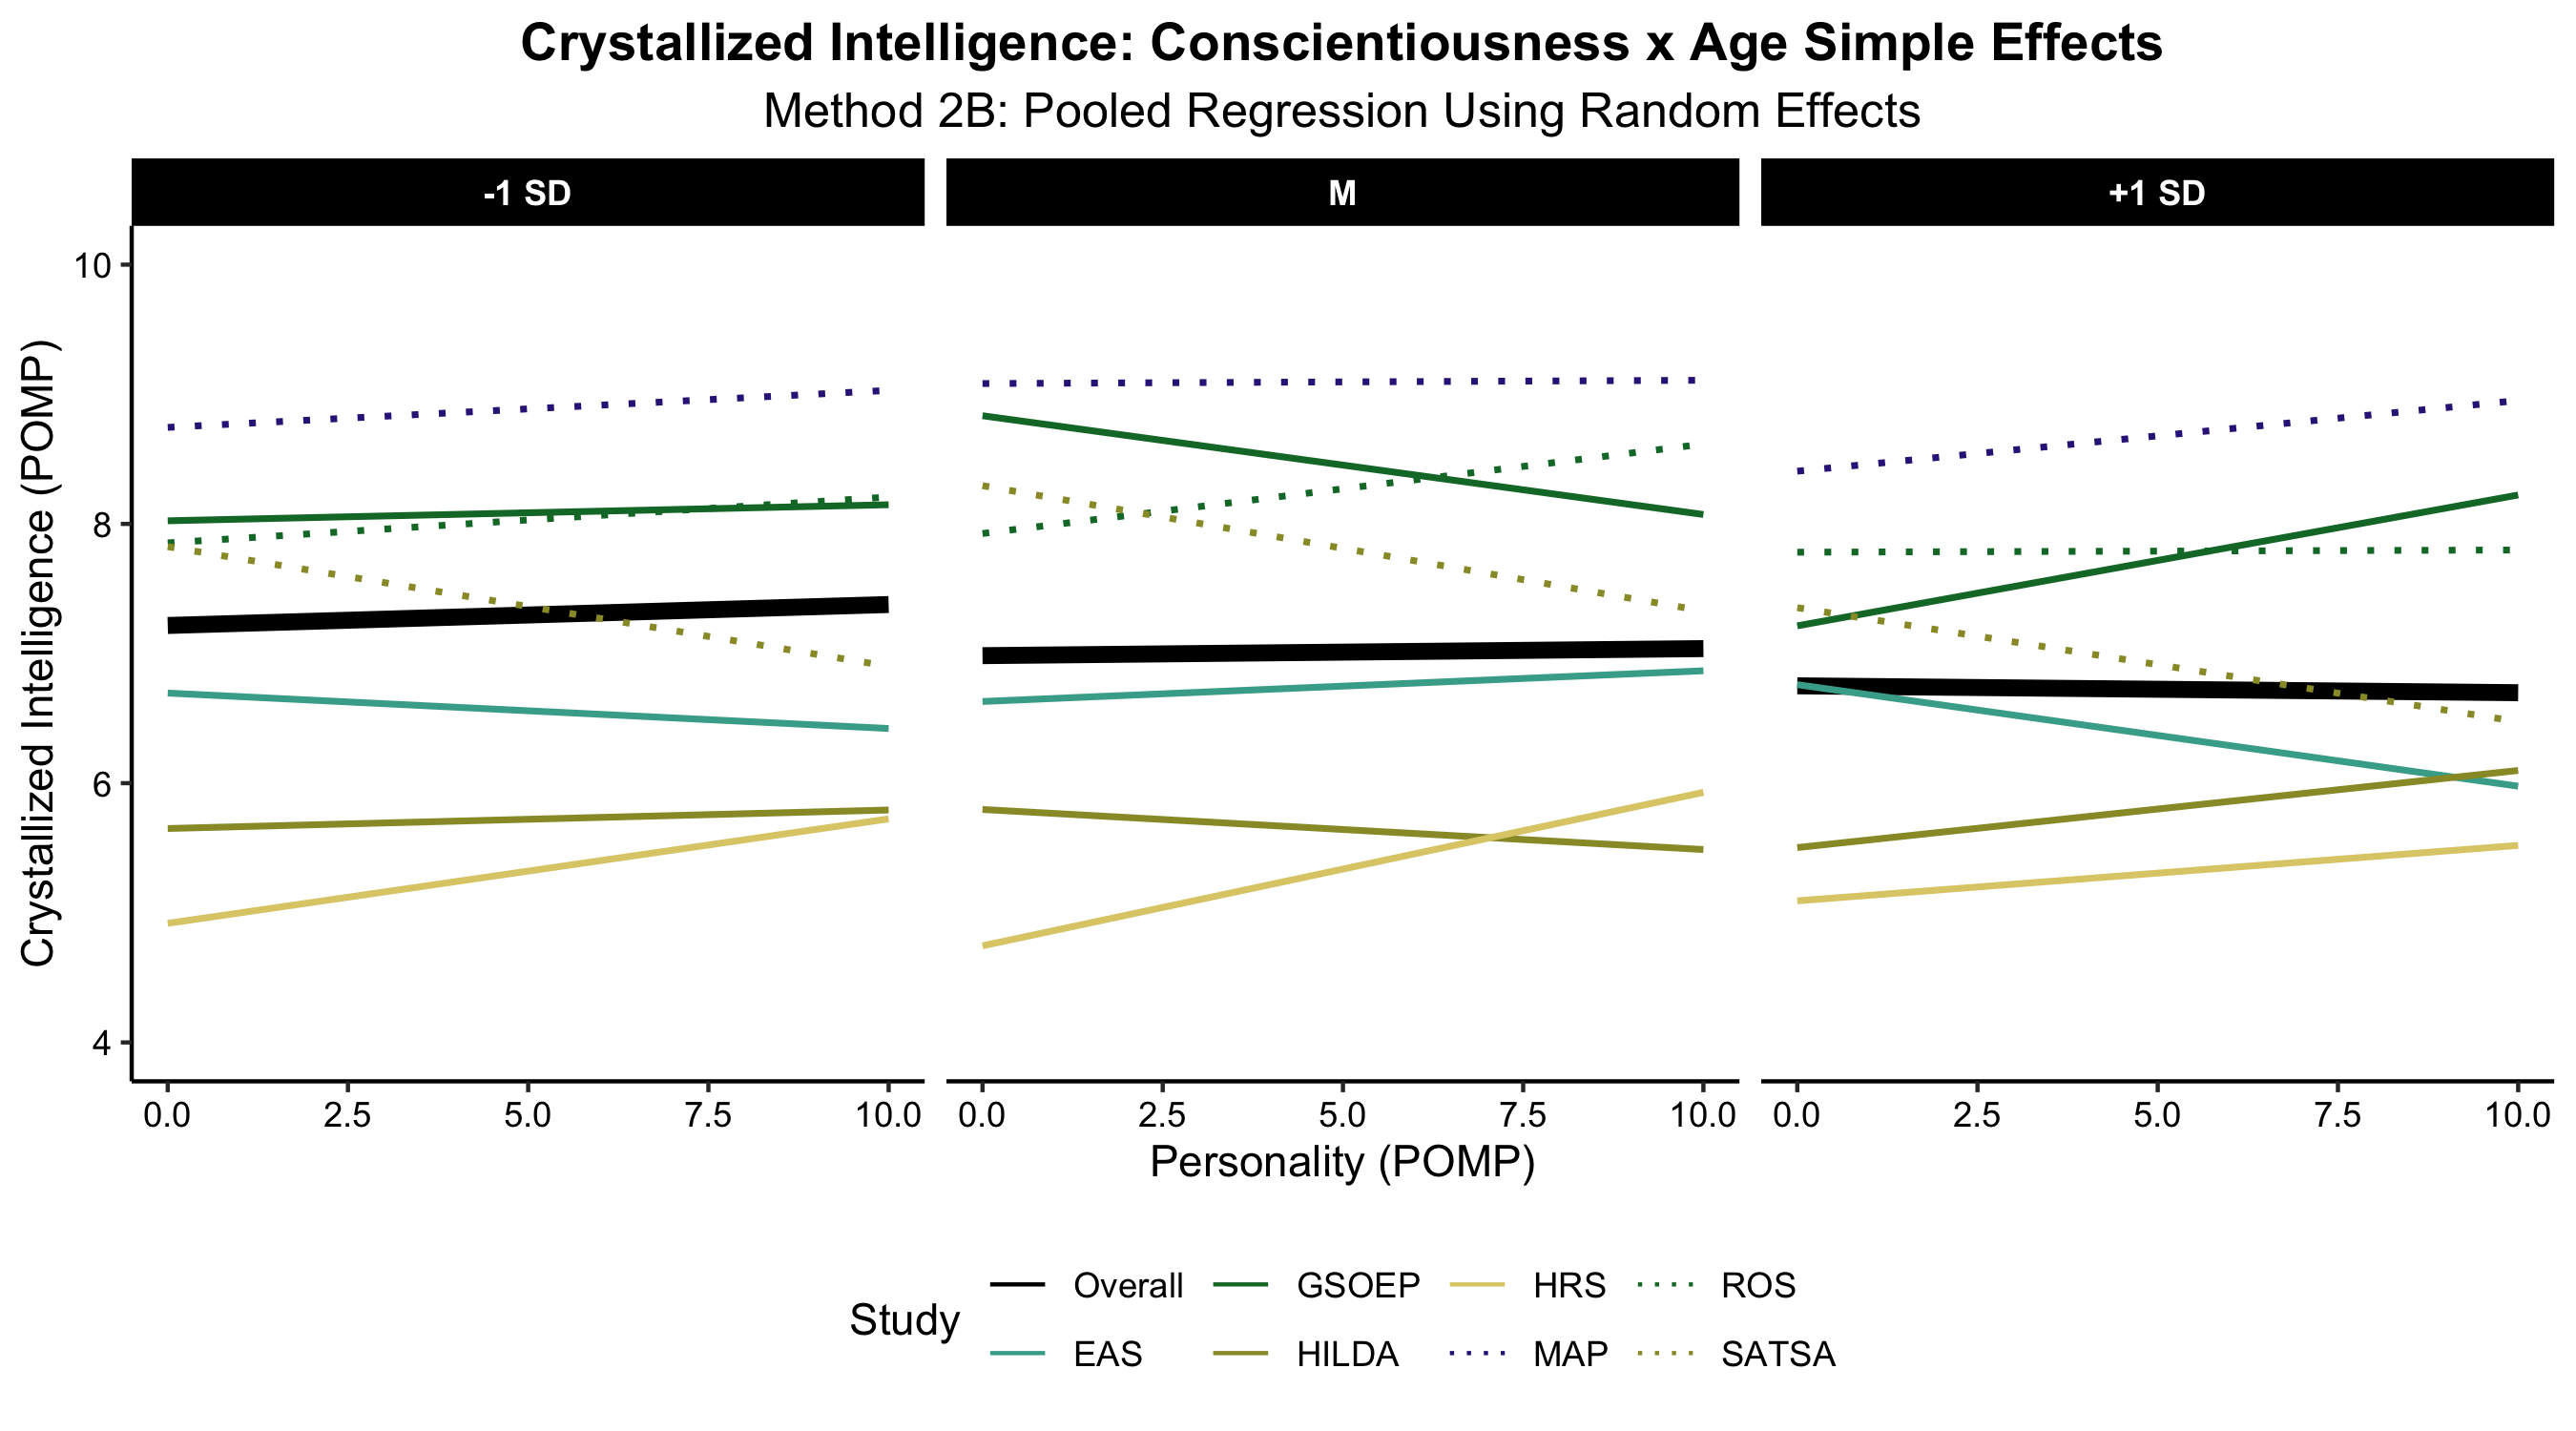 Crystallized Intelligence: Conscientiousness x Age Simple Effects
Method 2B: Pooled Regression Using Random Effects
-1 SD
M
+1 SD
Crystallized Intelligence (POMP)
10
8
6
4
0.0 2.5 5.0 7.5 10.0
0.0 2.5 5.0 7.5 10.0
0.0 2.5 5.0 7.5 10.0
Personality (POMP)
Study
Overall GSOEP HRS ROS
EAS HILDA MAP SATSA